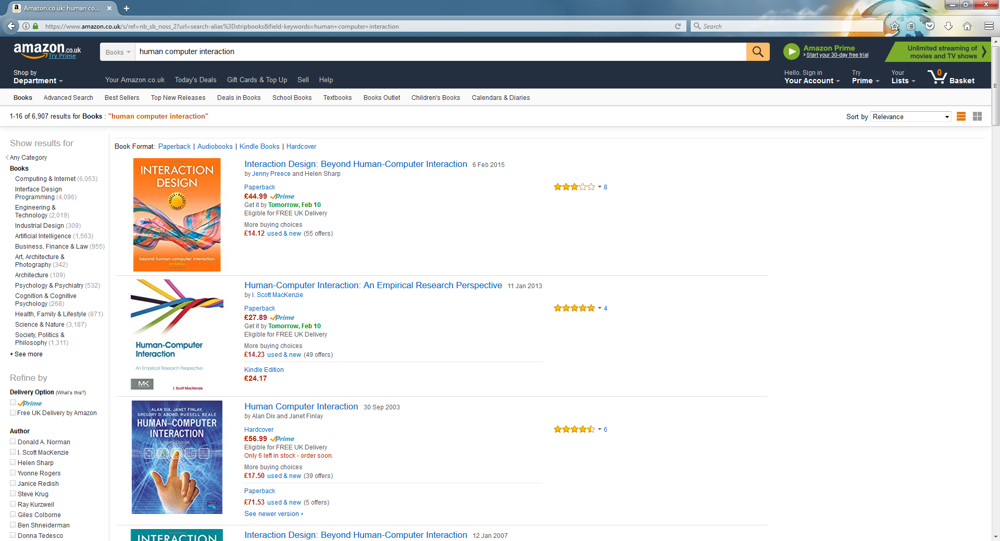 Amazon.co.uk: human co...
https://www.amazon.co.uk/s/ref=nb_sb_noss_2?url=search-alias%3Dstripbooks&field-keywords=human+computer+interaction
Search
amazon.co.uk
Try Prime
Books
human computer interaction
Amazon Prime
Start your 30-day free trial
Unlimited streaming of
movies and TV shows
Shop by
Department
Your Amazon.co.uk
Today's Deals
Gift Cards & Top Up
Sell
Help
Hello. Sign in
Your Account
Try
Prime
Your
Lists
0
Basket
Books
Advanced Search
Best Sellers
Top New Releases
Deals in Books
School Books
Textbooks
Books Outlet
Children's Books
Calendars & Diaries
1-16 of 6,907 results for Books : "human computer interaction"
Sort by Relevance
Show results for
Any Category
Books
Computing & Internet (6,053)
Interface Design
Programming (4,096)
Engineering &
Technology (2,019)
Industrial Design (309)
Artificial Intelligence (1,563)
Business, Finance & Law (955)
Art, Architecture &
Photography (342)
Architecture (109)
Psychology & Psychiatry (532)
Cognition & Cognitive
Psychology (268)
Health, Family & Lifestyle (871)
Science & Nature (3,187)
Society, Politics &
Philosophy (1,311)
+ See more
Refine by
Delivery Option (What's this?)
Prime
Free UK Delivery by Amazon
Author
Donald A. Norman
I. Scott MacKenzie
Helen Sharp
Yvonne Rogers
Janice Redish
Steve Krug
Ray Kurzweil
Giles Colborne
Ben Shneiderman
Donna Tedesco
Book Format: Paperback | Audiobooks | Kindle Books | Hardcover
INTERACTION
DESIGN
PREECE • ROGERS
SHARP
beyond human-computer interaction
4th Edition
Interaction Design: Beyond Human-Computer Interaction 6 Feb 2015
by Jenny Preece and Helen Sharp
Paperback
£44.99 Prime
Get it by Tomorrow, Feb 10
Eligible for FREE UK Delivery
More buying choices
£14.12 used & new (55 offers)
8
Human-Computer
Interaction
An Empirical Research Perspective
MK
I. Scott MacKenzie
Human-Computer Interaction: An Empirical Research Perspective 11 Jan 2013
by I. Scott MacKenzie
Paperback
£27.89 Prime
Get it by Tomorrow, Feb 10
Eligible for FREE UK Delivery
More buying choices
£14.23 used & new (49 offers)
Kindle Edition
£24.17
4
ALAN DIX, JANET FINLAY,
GREGORY D. ABOWD, RUSSELL BEALE
HUMAN–COMPUTER
INTERACTION
THIRD EDITION
Human Computer Interaction 30 Sep 2003
by Alan Dix and Janet Finlay
Hardcover
£56.99 Prime
Eligible for FREE UK Delivery
Only 6 left in stock - order soon.
More buying choices
£17.50 used & new (39 offers)
Paperback
£71.53 used & new (5 offers)
See newer version
6
INTERACTION
Interaction Design: Beyond Human-Computer Interaction 12 Jan 2007